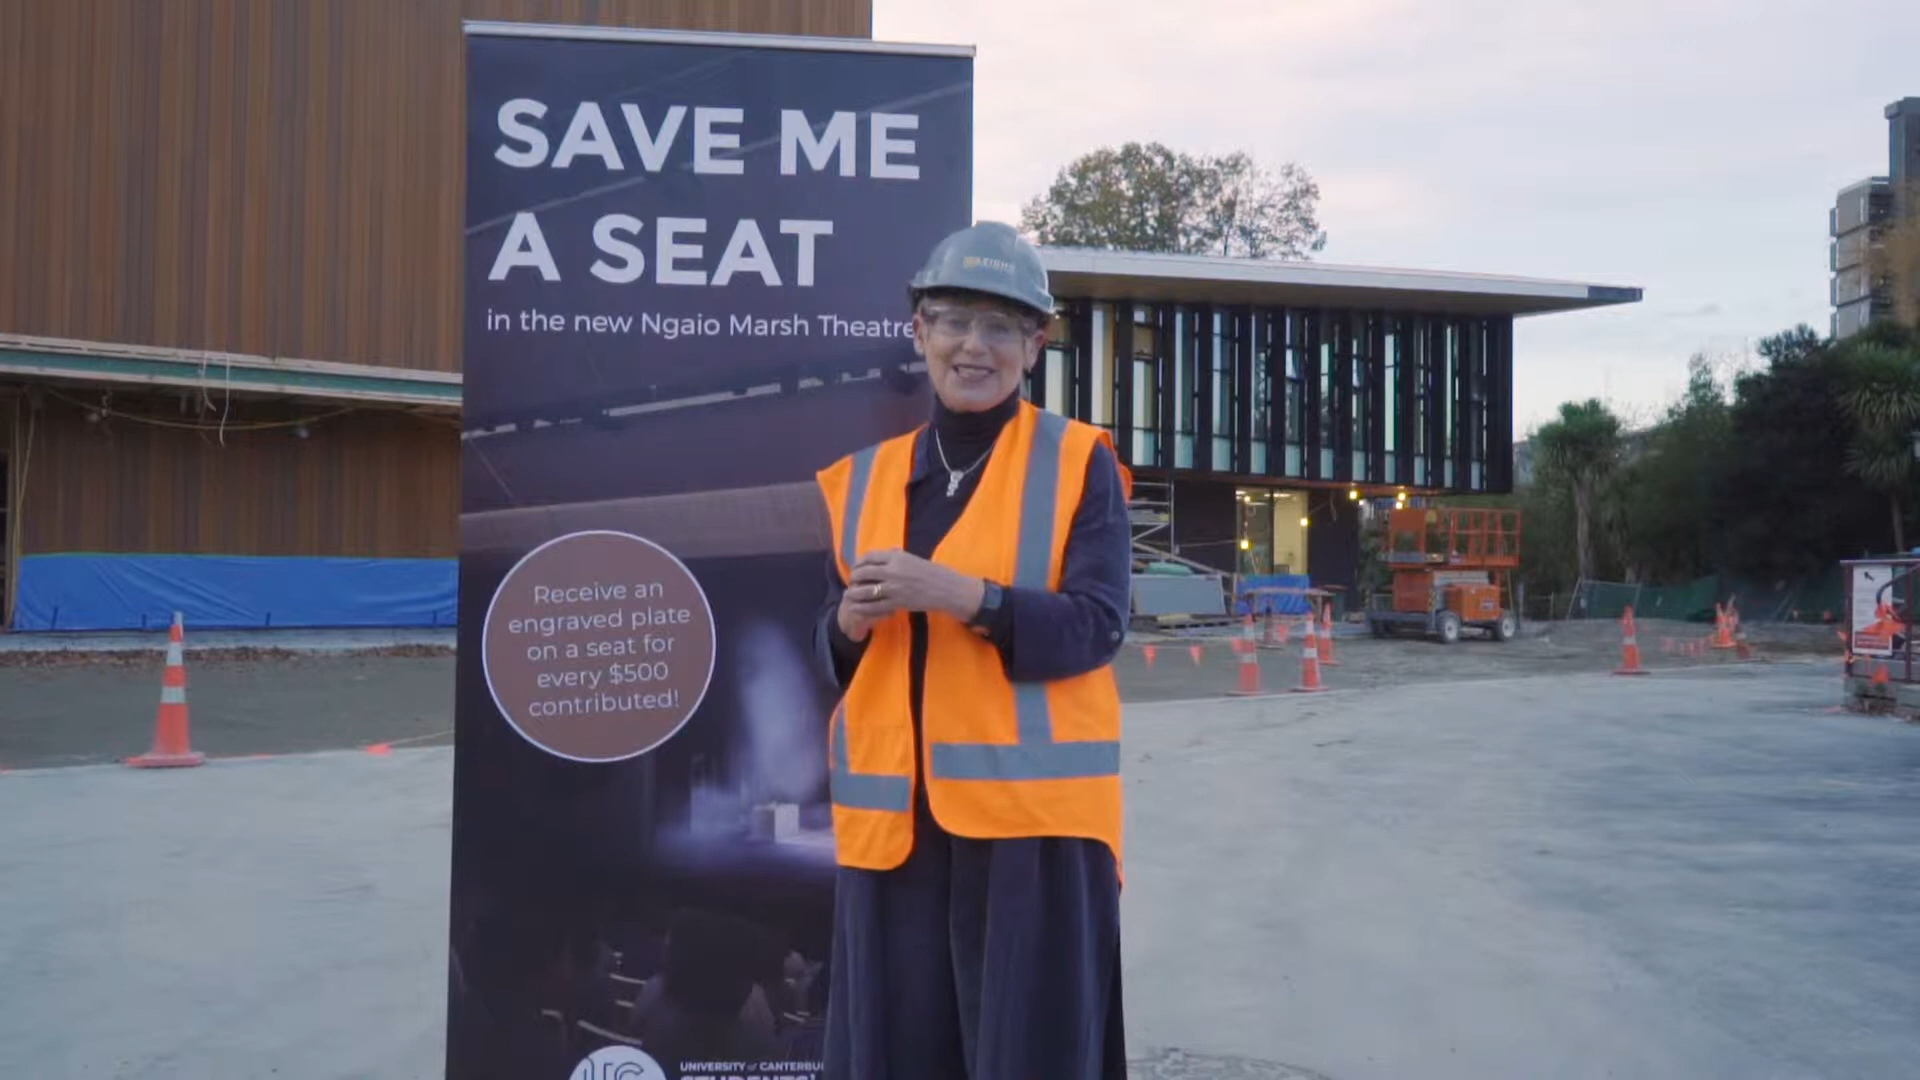 SAVE ME
A SEAT
in the new Ngaio Marsh Theatre
Receive an
engraved plate
on a seat for
every $500
contributed!
UNIVERSITY of
LEIGHS